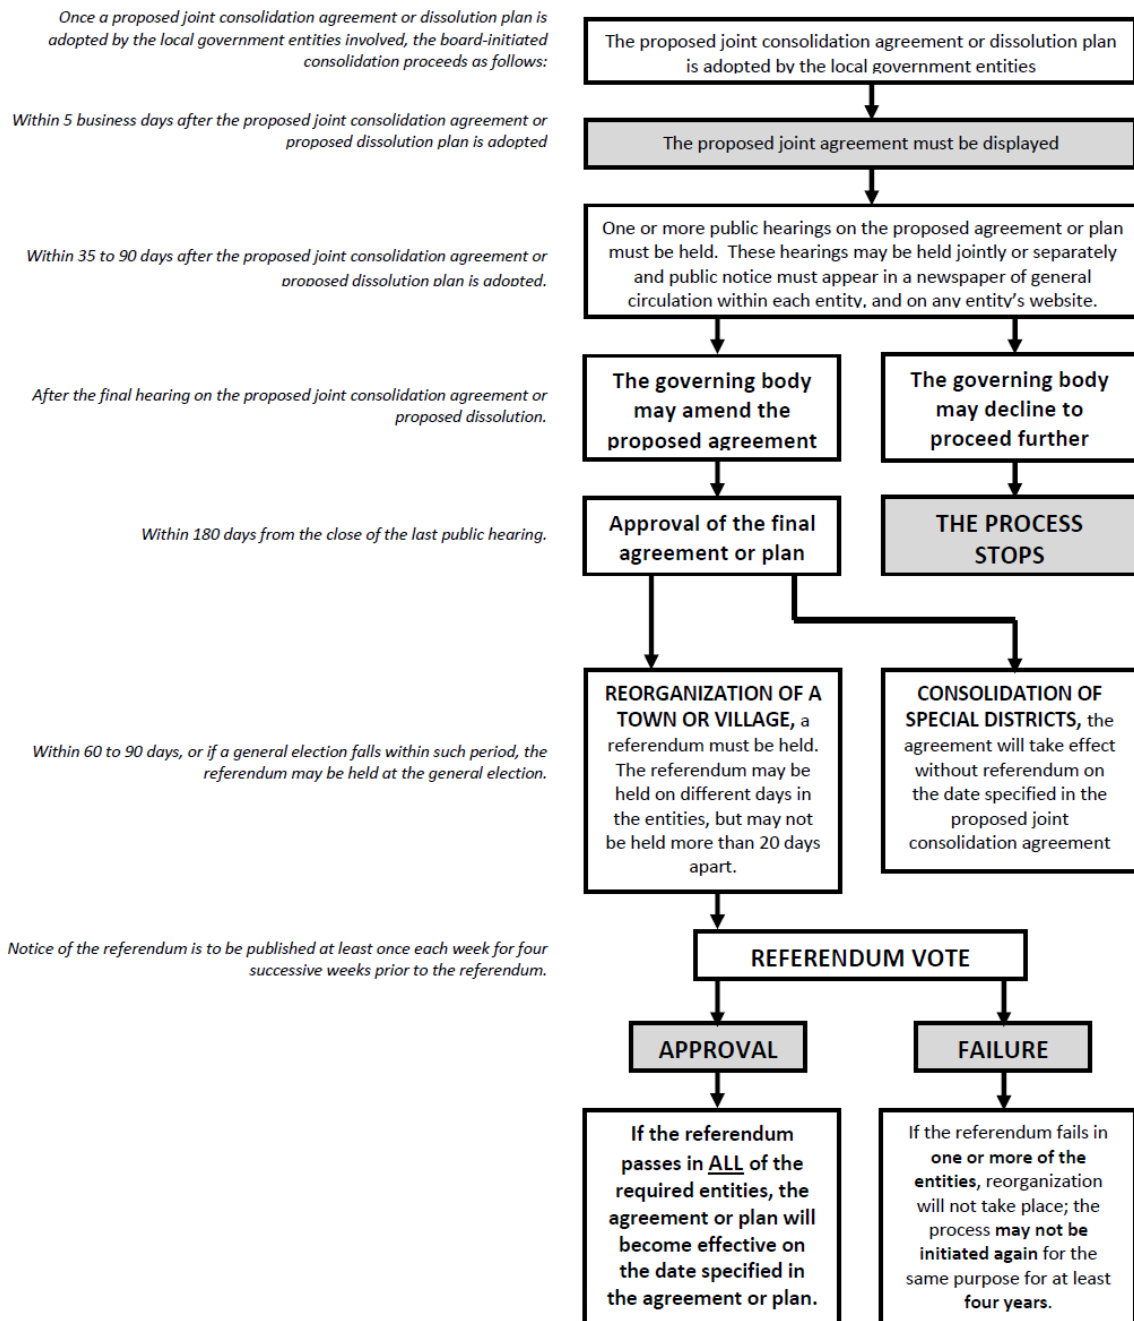 Once a proposed joint consolidation agreement or dissolution plan is
adopted by the local government entities involved, the board-initiated
consolidation proceeds as follows:
The proposed joint consolidation agreement or dissolution plan
is adopted by the local government entities
Within 5 business days after the proposed joint consolidation agreement or
proposed dissolution plan is adopted
The proposed joint agreement must be displayed
Within 35 to 90 days after the proposed joint consolidation agreement or
proposed dissolution plan is adopted.
One or more public hearings on the proposed agreement or plan
must be held. These hearings may be held jointly or separately
and public notice must appear in a newspaper of general
circulation within each entity, and on any entity's website.
After the final hearing on the proposed joint consolidation agreement or
proposed dissolution.
The governing body
may amend the
proposed agreement
The governing body
may decline to
proceed further
Within 180 days from the close of the last public hearing.
Approval of the final
agreement or plan
THE PROCESS
STOPS
Within 60 to 90 days, or if a general election falls within such period, the
referendum may be held at the general election.
REORGANIZATION OF A
TOWN OR VILLAGE, a
referendum must be held.
The referendum may be
held on different days in
the entities, but may not
be held more than 20 days
apart.
CONSOLIDATION OF
SPECIAL DISTRICTS, the
agreement will take effect
without referendum on
the date specified in the
proposed joint
consolidation agreement
Notice of the referendum is to be published at least once each week for four
successive weeks prior to the referendum.
REFERENDUM VOTE
APPROVAL
FAILURE
If the referendum
passes in ALL of the
required entities, the
agreement or plan will
become effective on
the date specified in
the agreement or plan.
If the referendum fails in
one or more of the
entities, reorganization
will not take place; the
process may not be
initiated again for the
same purpose for at least
four years.